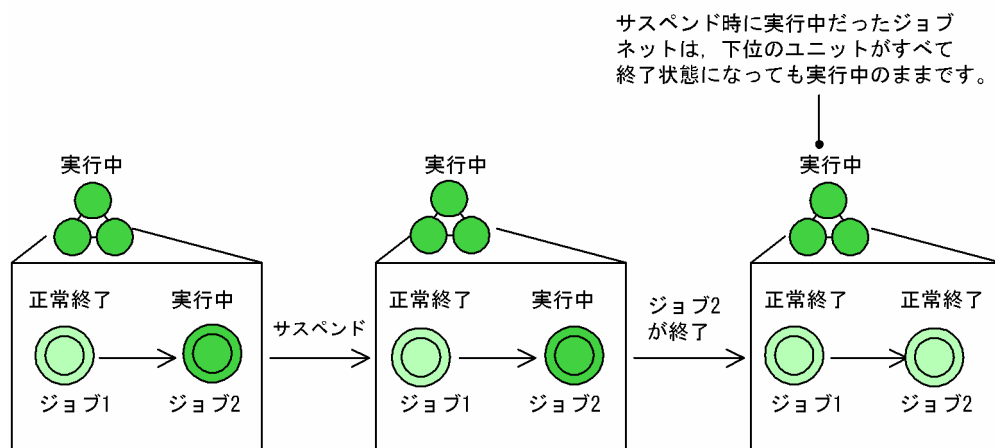 サスペンド時に実行中だったジョブ
ネットは，下位のユニットがすべて
終了状態になっても実行中のままです。
実行中
正常終了
実行中
ジョブ1
ジョブ2
サスペンド
実行中
正常終了
実行中
ジョブ1
ジョブ2
ジョブ2
が終了
実行中
正常終了
正常終了
ジョブ1
ジョブ2